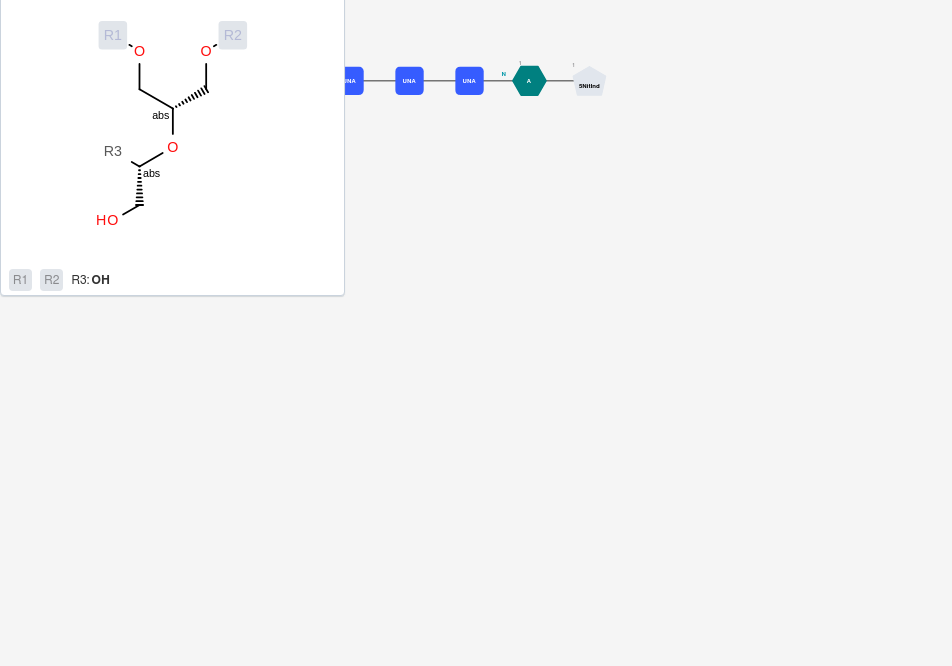 R1 R2
O O
N 1 1
UNA UNA UNA A 5NitInd
abs
O
R3
abs
HO
R1 R2 R3: OH